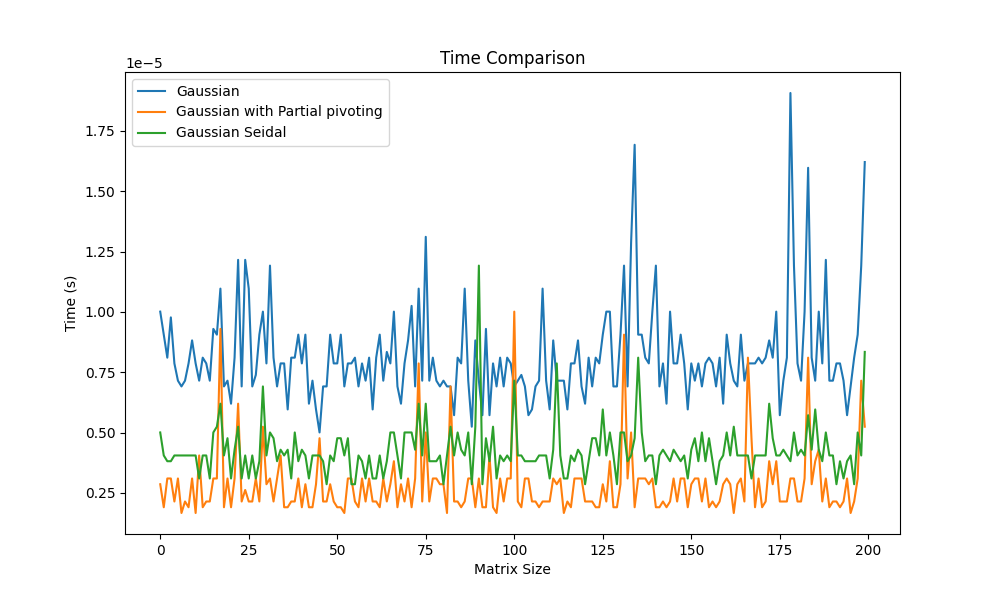 Time Comparison
1e−5
Gaussian
Gaussian with Partial pivoting
Gaussian Seidal
1.75
1.50
1.25
1.00
0.75
0.50
0.25
Time (s)
0 25 50 75 100 125 150 175 200
Matrix Size